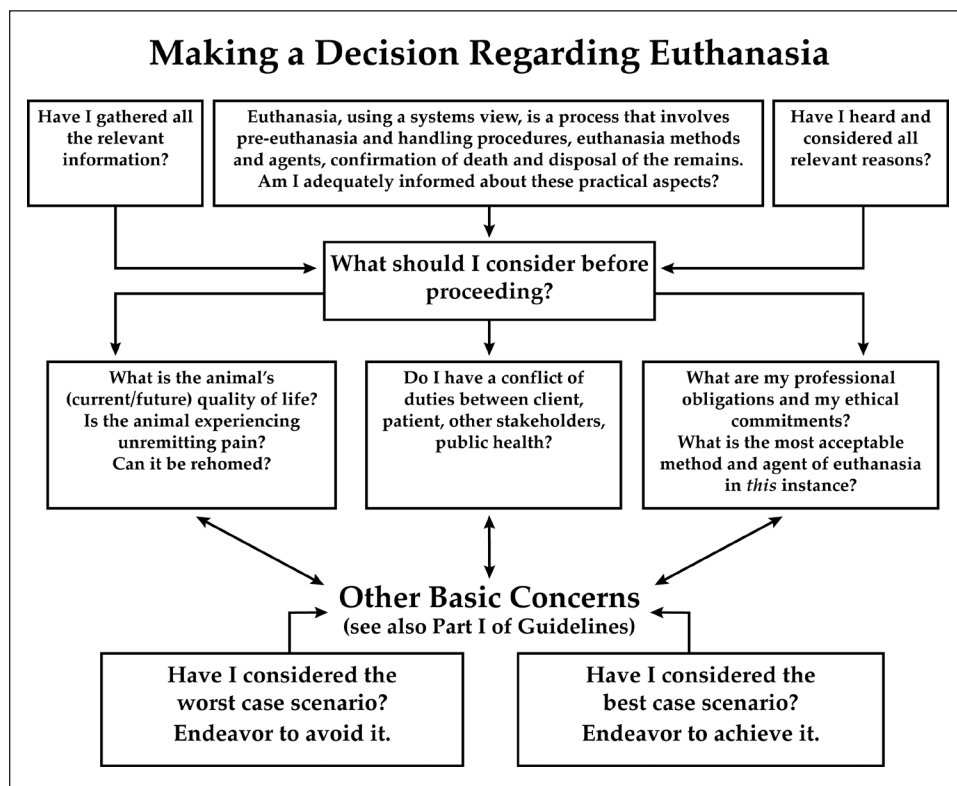 Making a Decision Regarding Euthanasia
Have I gathered all
the relevant
information?
Euthanasia, using a systems view, is a process that involves
pre-euthanasia and handling procedures, euthanasia methods
and agents, confirmation of death and disposal of the remains.
Am I adequately informed about these practical aspects?
Have I heard and
considered all
relevant reasons?
What should I consider before
proceeding?
What is the animal's
(current/future) quality of life?
Is the animal experiencing
unremitting pain?
Can it be rehomed?
Do I have a conflict of
duties between client,
patient, other stakeholders,
public health?
What are my professional
obligations and my ethical
commitments?
What is the most acceptable
method and agent of euthanasia
in this instance?
Other Basic Concerns
(see also Part I of Guidelines)
Have I considered the
worst case scenario?
Endeavor to avoid it.
Have I considered the
best case scenario?
Endeavor to achieve it.